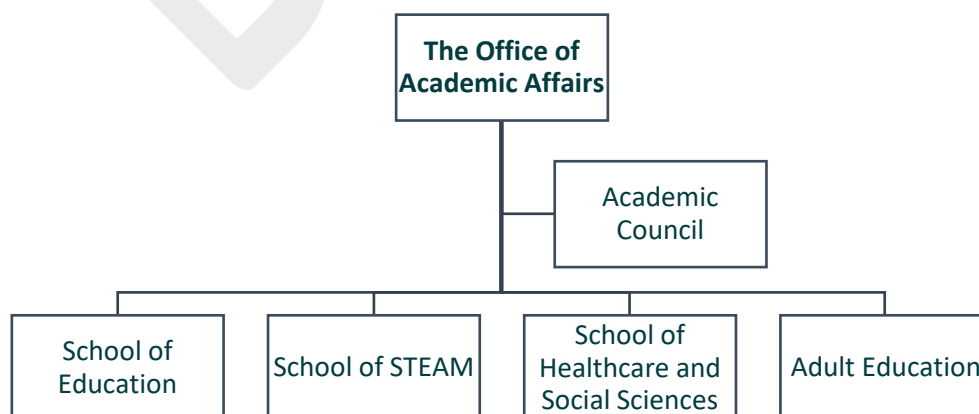 The Office of
Academic Affairs
Academic
Council
School of
Education
School of STEAM
School of
Healthcare and
Social Sciences
Adult Education